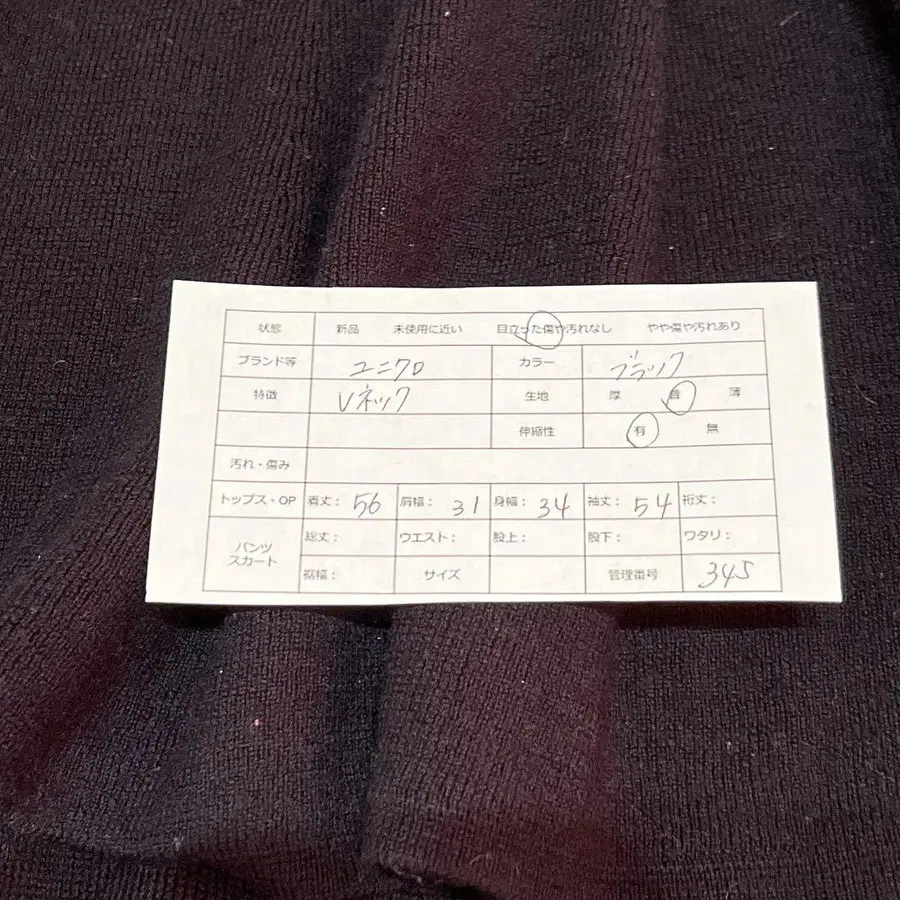 状態 新品 未使用に近い 目立った傷や汚れなし やや傷や汚れあり
ブランド等 ユニクロ カラー ブラック
特徴 Vネック 生地 厚 普 薄
伸縮性 有 無
汚れ・傷み
トップス・OP 着丈: 56 肩幅: 31 身幅: 34 袖丈: 54 裄丈:
パンツ スカート 総丈: ウエスト: 股上: 股下: ワタリ:
裾幅: サイズ 管理番号 345